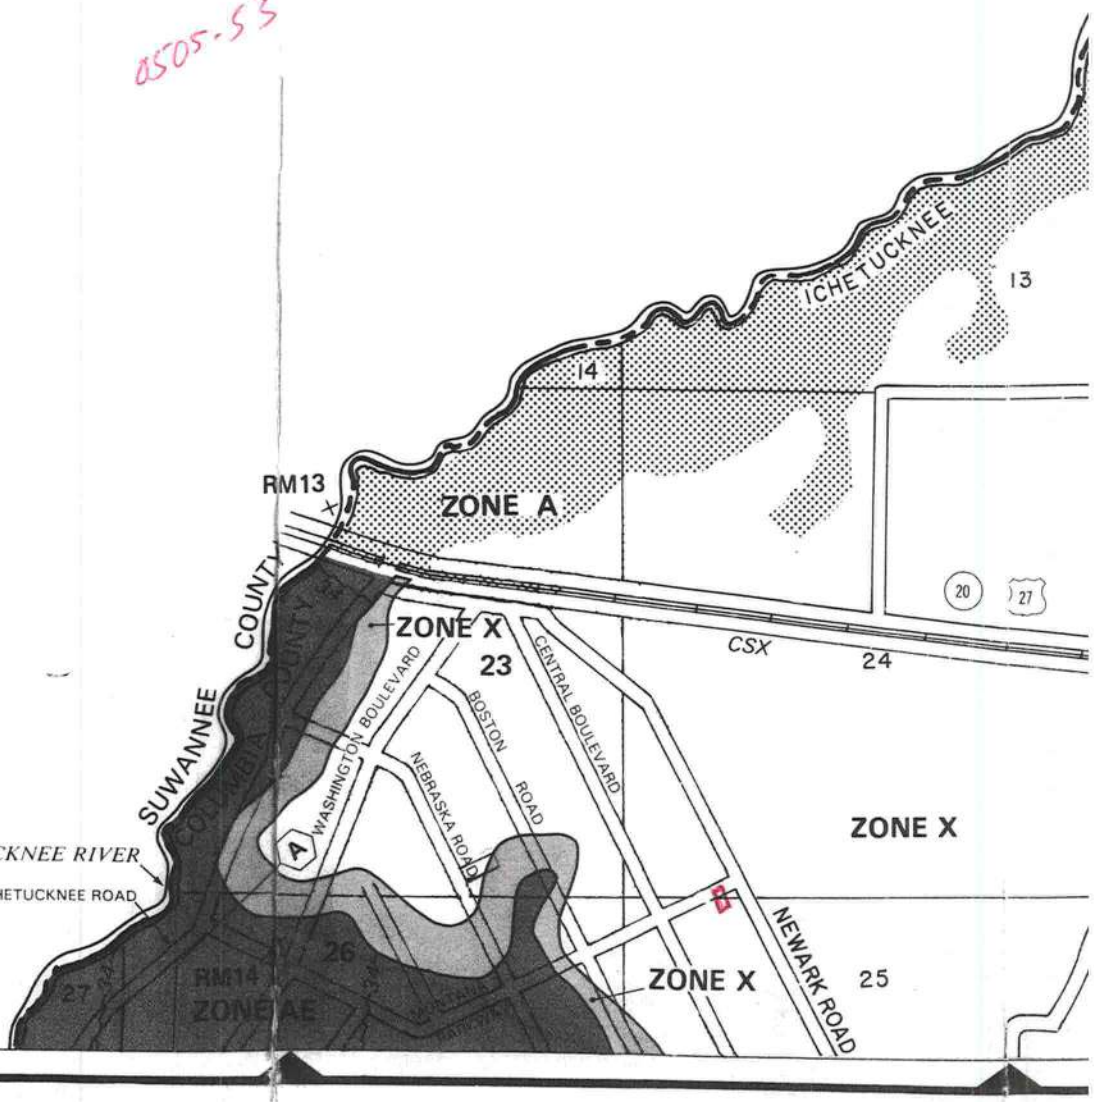 0505-55
ICHETUCKNEE
13
14
RM13
ZONE A
20
27
COUNTY
COUNTY
ZONE X
CSX
24
23
WASHINGTON BOULEVARD
BOSTON ROAD
CENTRAL BOULEVARD
NEBRASKA ROAD
SUWANNEE
COLUMBIA
ZONE X
A
CKNEE RIVER
HETUCKNEE ROAD
NEWARK ROAD
26
RM14
27
ZONE AE
MONTANA
ZONE X
25